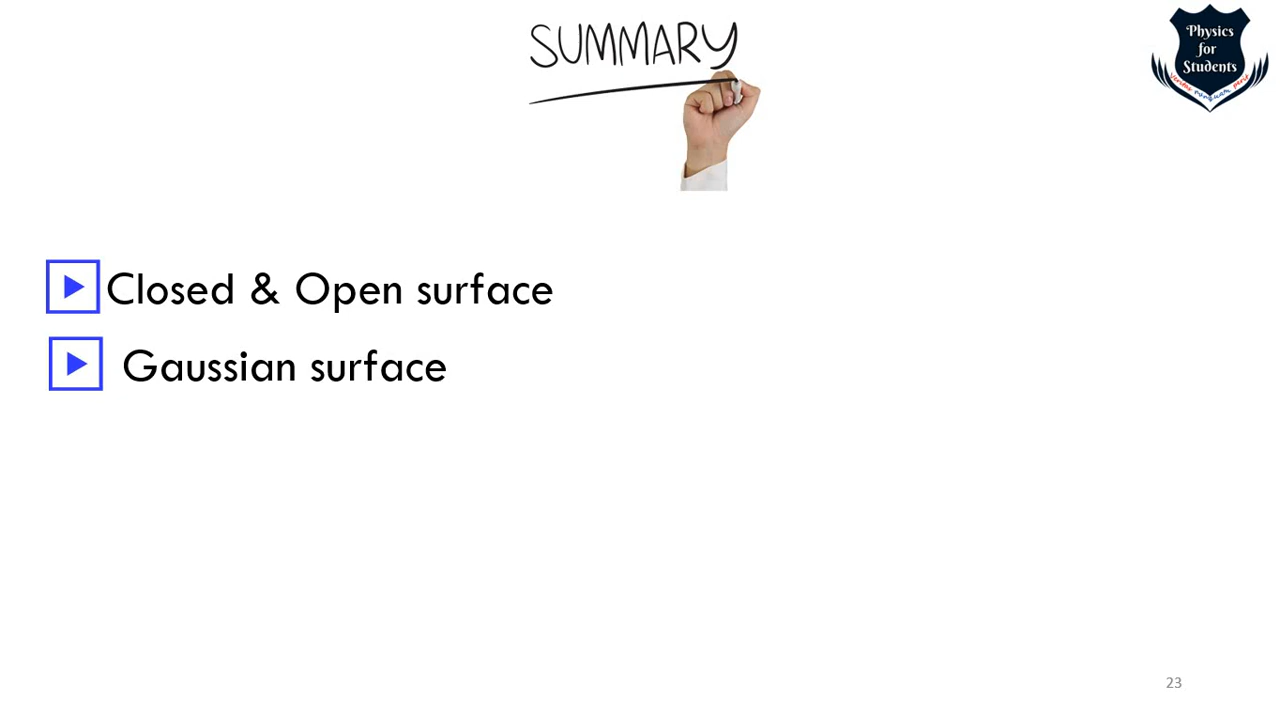 SUMMARY
Physics
for
Students
Closed & Open surface
Gaussian surface
23